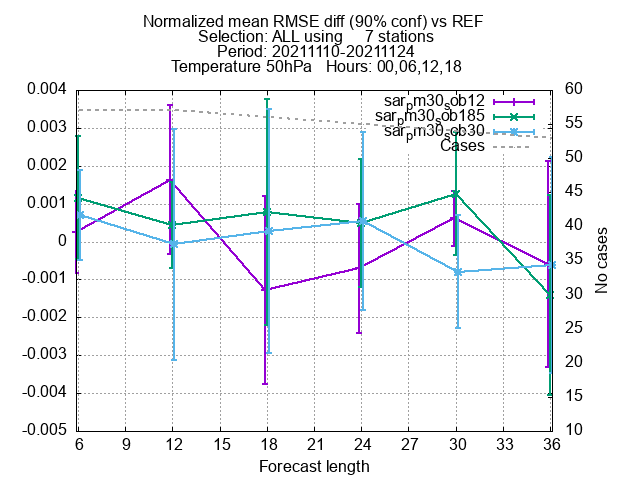 Normalized mean RMSE diff (90% conf) vs REF
Selection: ALL using     7 stations
Period: 20211110-20211124
Temperature 50hPa   Hours: 00,06,12,18
0.004
0.003
0.002
0.001
0
-0.001
-0.002
-0.003
-0.004
-0.005
60
55
50
45
40
35
30
25
20
15
10
sarpm30sob12
sarpm30sob185
sarpm30sob30
Cases
No cases
6 9 12 15 18 21 24 27 30 33 36
Forecast length